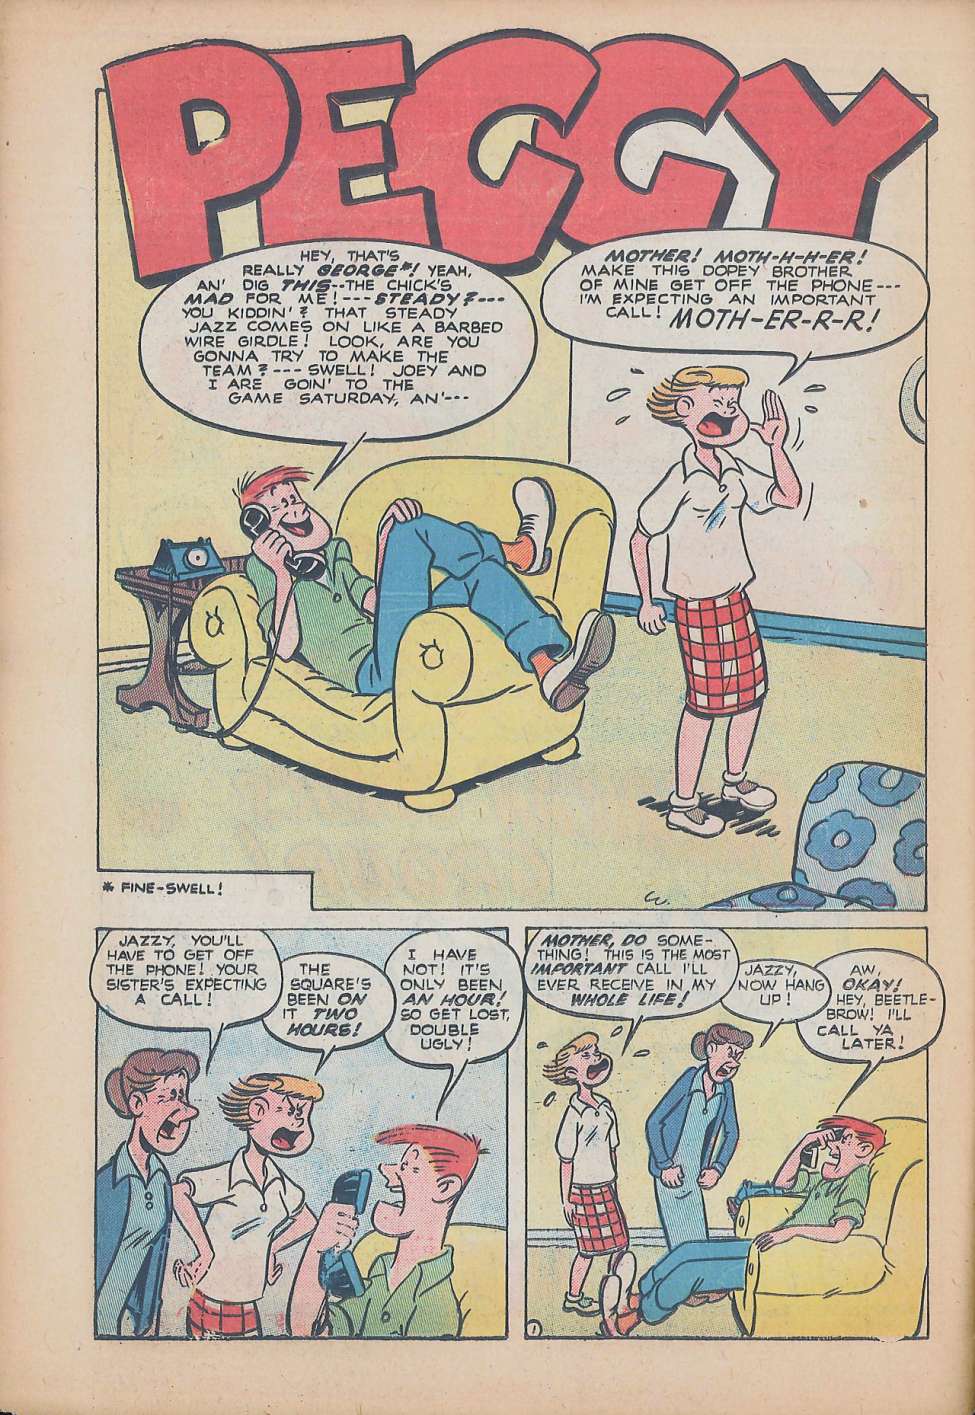 PEGGY
HEY, THAT'S
REALLY GEORGE*! YEAH,
AN' DIG THIS--THE CHICK'S
MAD FOR ME!---STEADY?---
YOU KIDDIN'? THAT STEADY
JAZZ COMES ON LIKE A BARBED
WIRE GIRDLE! LOOK, ARE YOU
GONNA TRY TO MAKE THE
TEAM?--- SWELL! JOEY AND
I ARE GOIN' TO THE
GAME SATURDAY, AN'---
MOTHER! MOTH-H-H-ER!
MAKE THIS DOPEY BROTHER
OF MINE GET OFF THE PHONE---
I'M EXPECTING AN IMPORTANT
CALL! MOTH-ER-R-R!
* FINE-SWELL!
JAZZY, YOU'LL
HAVE TO GET OFF
THE PHONE! YOUR
SISTER'S EXPECTING
A CALL!
THE
SQUARE'S
BEEN ON
IT TWO
HOURS!
I HAVE
NOT! IT'S
ONLY BEEN
AN HOUR!
SO GET LOST,
DOUBLE
UGLY!
MOTHER, DO SOME-
THING! THIS IS THE MOST
IMPORTANT CALL I'LL
EVER RECEIVE IN MY
WHOLE LIFE!
JAZZY,
NOW HANG
UP!
AW,
OKAY!
HEY, BEETLE-
BROW! I'LL
CALL YA
LATER!
1